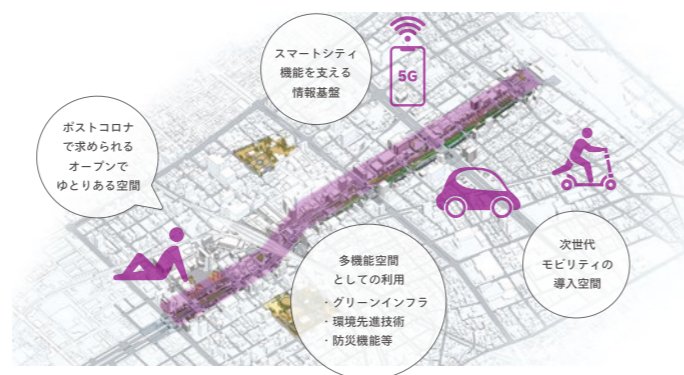 スマートシティ
機能を支える
情報基盤
5G
ポストコロナ
で求められる
オープンで
ゆとりある空間
多機能空間
としての利用
・グリーンインフラ
・環境先進技術
・防災機能等
次世代
モビリティの
導入空間